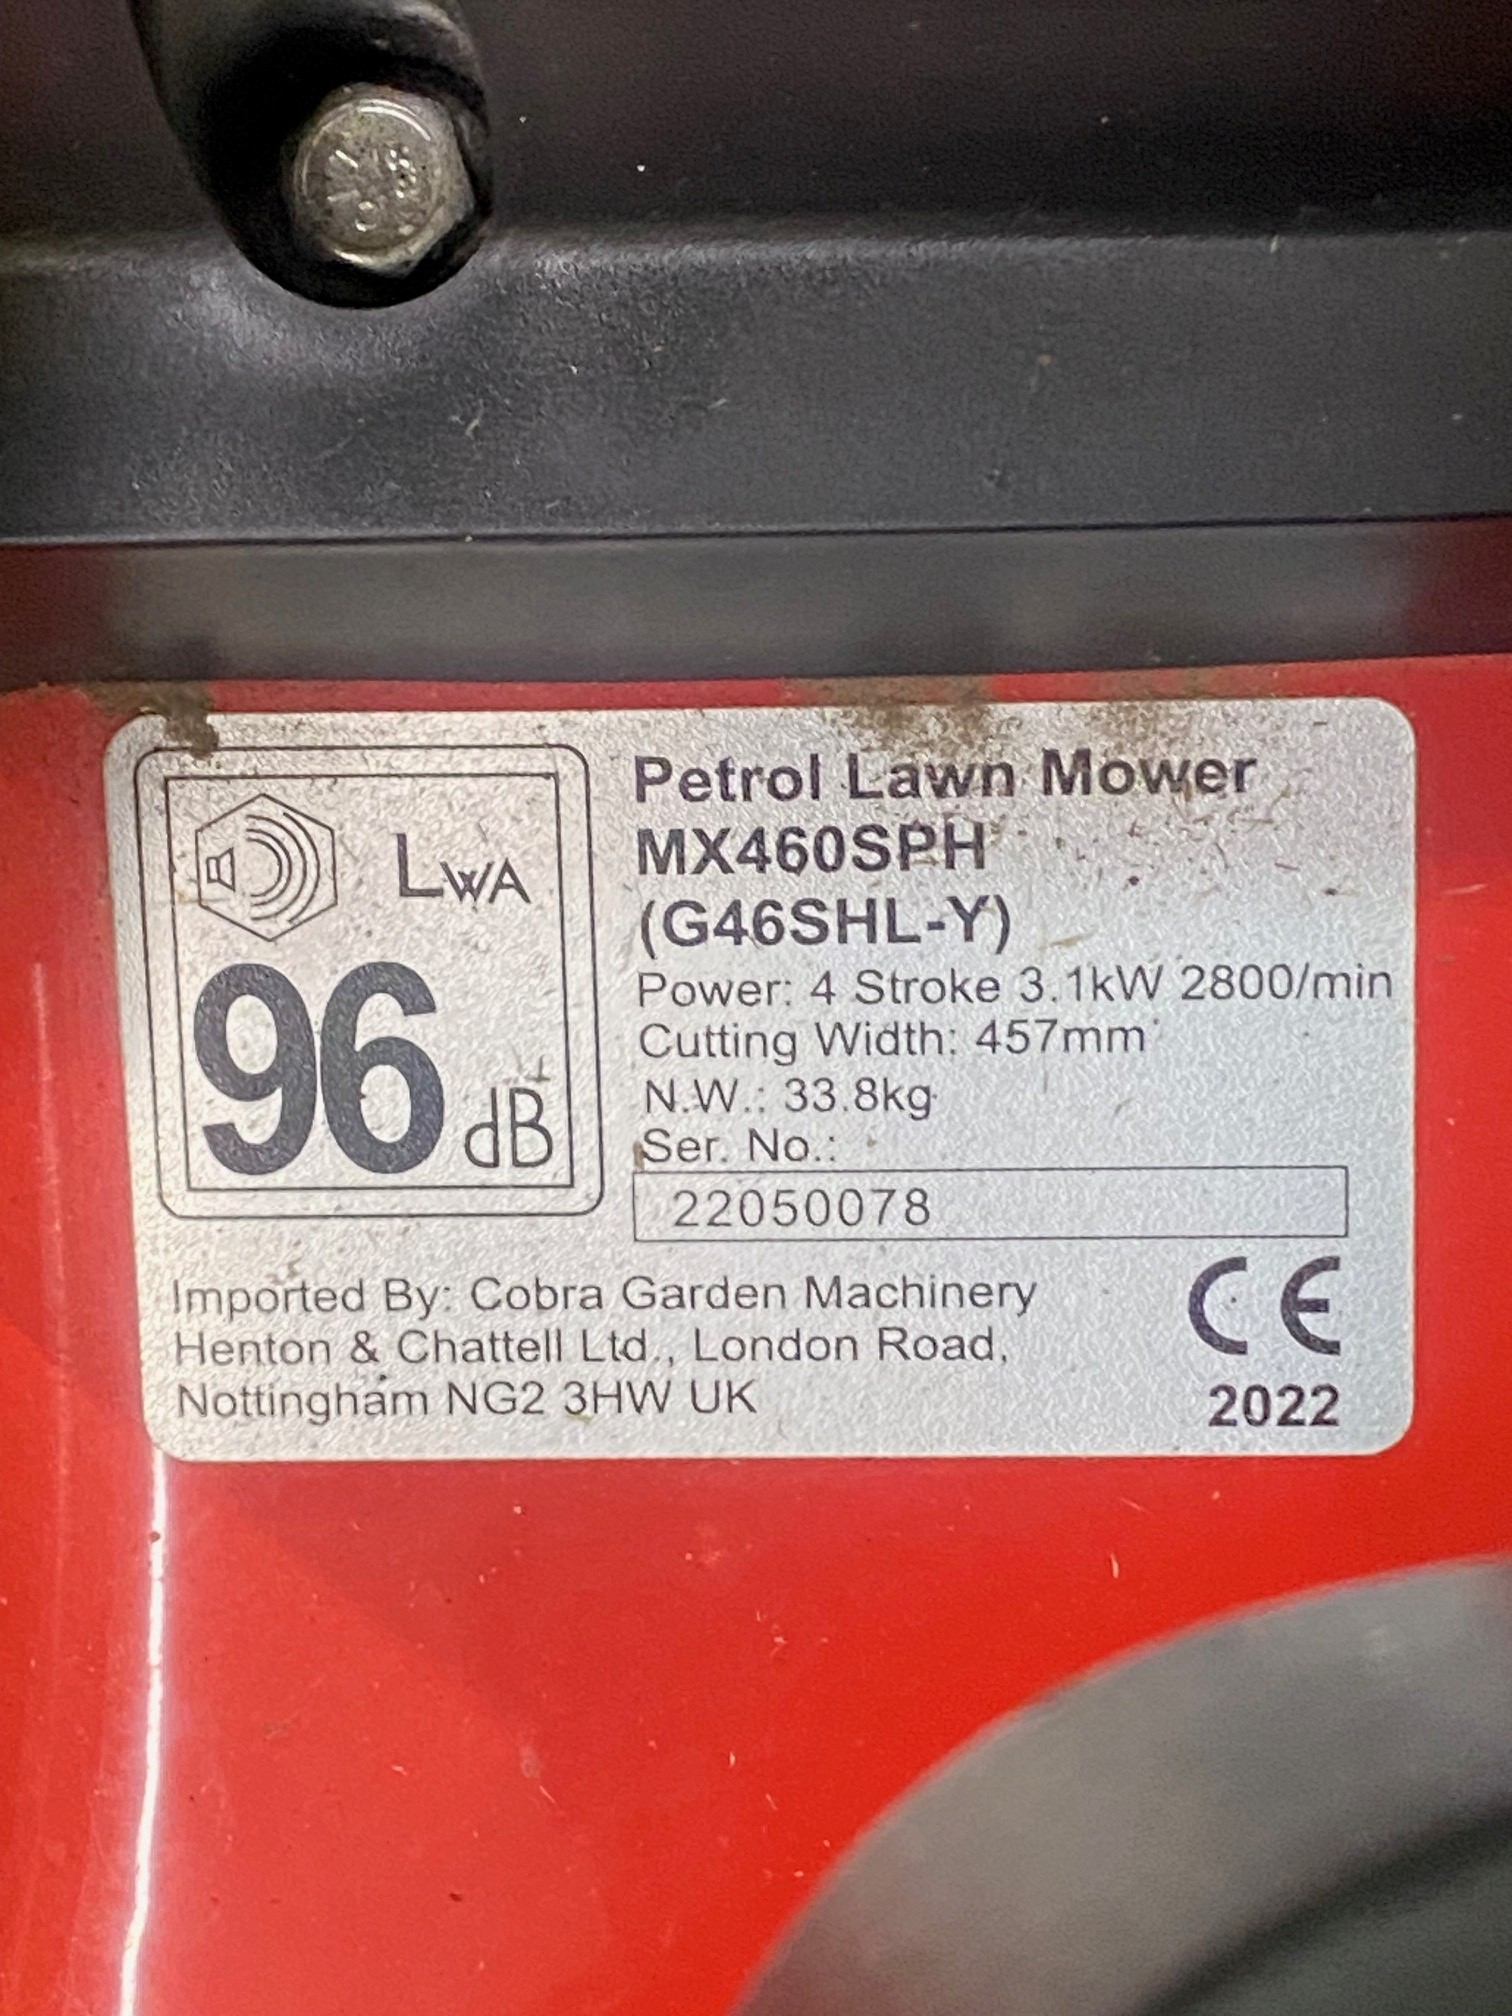 LWA
96 dB
Petrol Lawn Mower
MX460SPH
(G46SHL-Y)
Power: 4 Stroke 3.1kW 2800/min
Cutting Width: 457mm
N.W.: 33.8kg
Ser. No.:
22050078
Imported By: Cobra Garden Machinery
Henton & Chattell Ltd., London Road,
Nottingham NG2 3HW UK
CE
2022